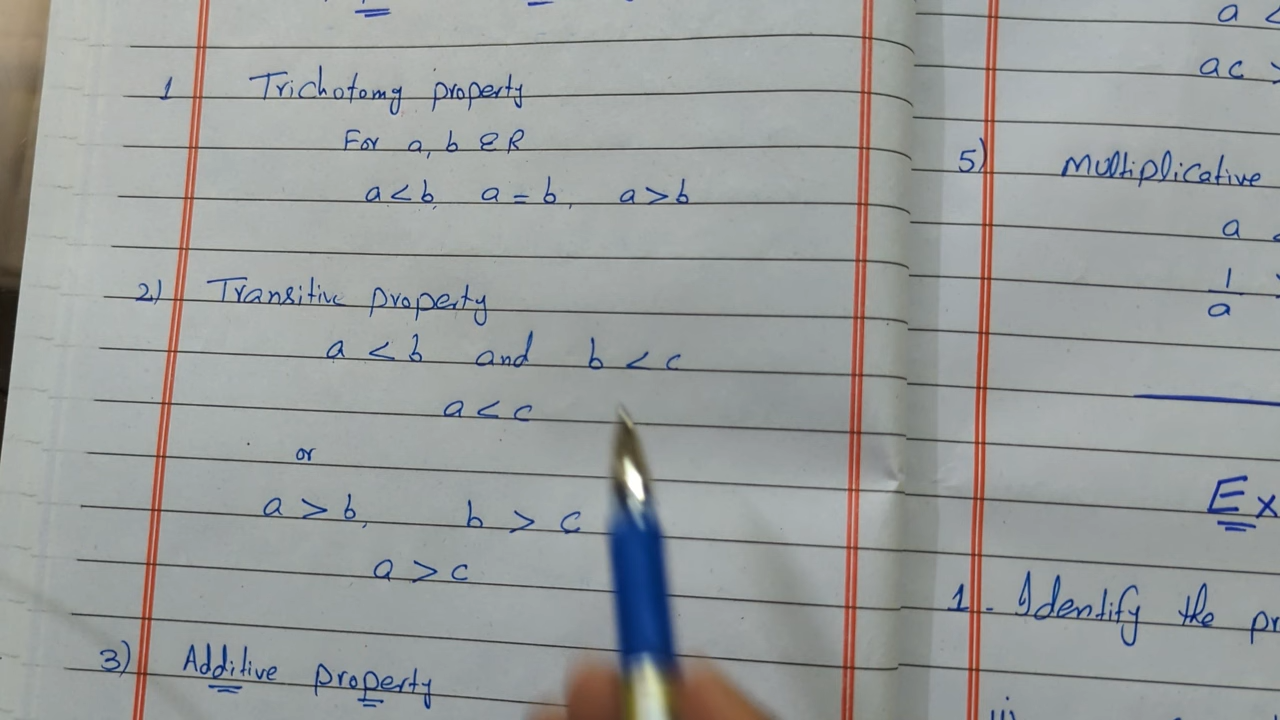 1 Trichotomy property
For a, b ∈ R
a < b, a = b, a > b
2) Transitive property
a < b and b < c
a < c
or
a > b, b > c
a > c
3) Additive property
a <
ac >
5) Multiplicative
a
1
a
Ex
1. Identify the pr